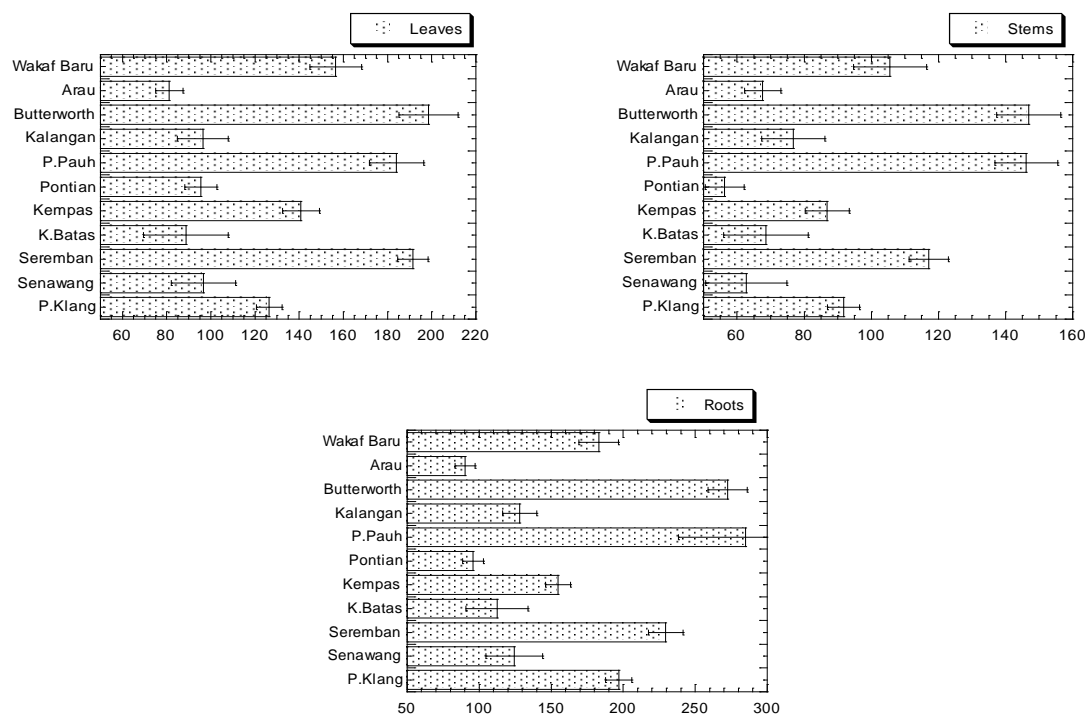 Leaves
Wakaf Baru
Arau
Butterworth
Kalangan
P.Pauh
Pontian
Kempas
K.Batas
Seremban
Senawang
P.Klang
60 80 100 120 140 160 180 200 220
Stems
Wakaf Baru
Arau
Butterworth
Kalangan
P.Pauh
Pontian
Kempas
K.Batas
Seremban
Senawang
P.Klang
60 80 100 120 140 160
Roots
Wakaf Baru
Arau
Butterworth
Kalangan
P.Pauh
Pontian
Kempas
K.Batas
Seremban
Senawang
P.Klang
50 100 150 200 250 300